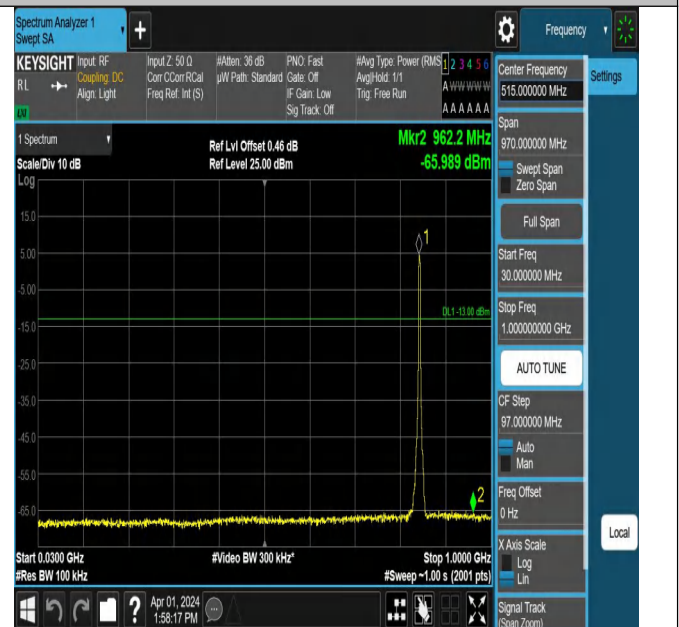 Spectrum Analyzer 1
Swept SA
+
Frequency
KEYSIGHT
Input: RF
Input Z: 50 Ω
#Atten: 36 dB
PNO: Fast
#Avg Type: Power (RMS
1 2 3 4 5 6
RL
Coupling: DC
Corr CCorr RCal
µW Path: Standard
Gate: Off
Avg|Hold: 1/1
A W W W W W
Align: Light
Freq Ref: Int (S)
IF Gain: Low
Trig: Free Run
Sig Track: Off
A A A A A A
LXI
1 Spectrum
Ref Lvl Offset 0.46 dB
Mkr2 962.2 MHz
Scale/Div 10 dB
Ref Level 25.00 dBm
-65.989 dBm
Log
15.0
5.00
-5.00
-15.0
-25.0
-35.0
-45.0
-55.0
-65.0
1
DL1 -13.00 dBm
2
Start 0.0300 GHz
#Video BW 300 kHz*
Stop 1.0000 GHz
#Res BW 100 kHz
#Sweep ~1.00 s (2001 pts)
?
Apr 01, 2024
1:58:17 PM
Center Frequency
515.000000 MHz
Settings
Span
970.000000 MHz
Swept Span
Zero Span
Full Span
Start Freq
30.000000 MHz
Stop Freq
1.000000000 GHz
AUTO TUNE
CF Step
97.000000 MHz
Auto
Man
Freq Offset
0 Hz
Local
X Axis Scale
Log
Lin
Signal Track
(Span Zoom)